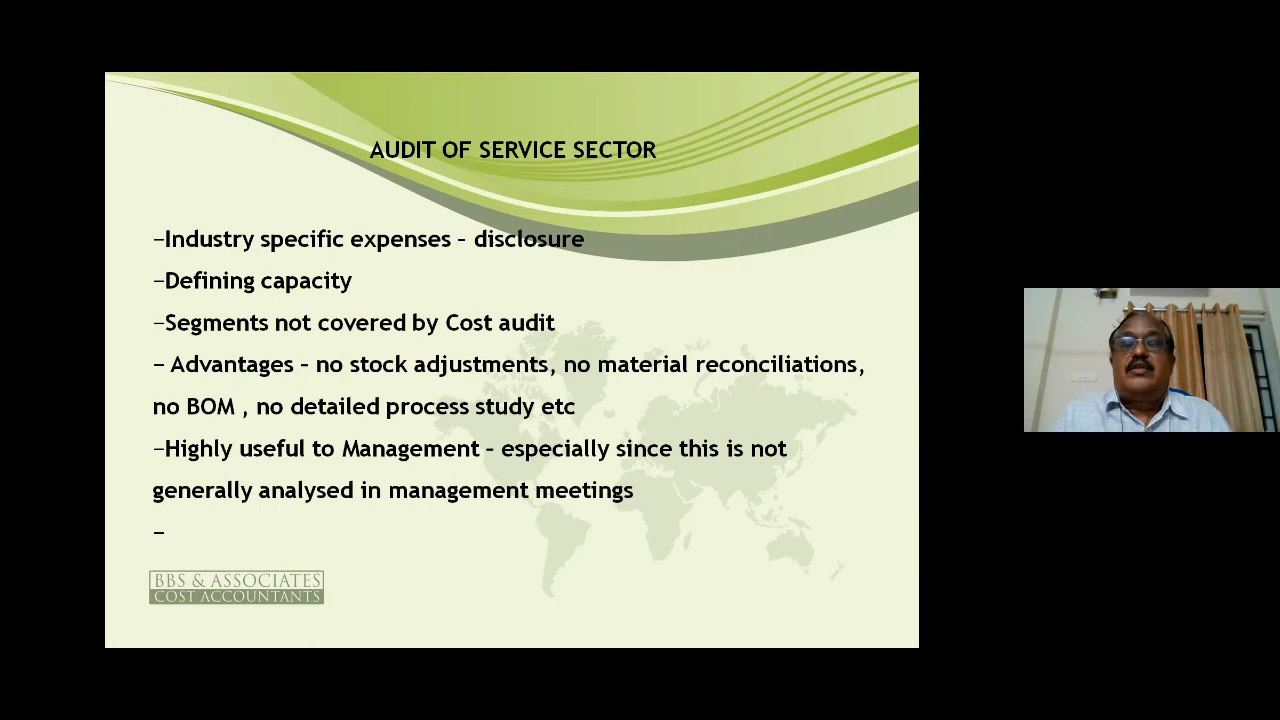 AUDIT OF SERVICE SECTOR
–Industry specific expenses – disclosure
–Defining capacity
–Segments not covered by Cost audit
– Advantages – no stock adjustments, no material reconciliations,
no BOM , no detailed process study etc
–Highly useful to Management – especially since this is not
generally analysed in management meetings
–
BBS & ASSOCIATES
COST ACCOUNTANTS